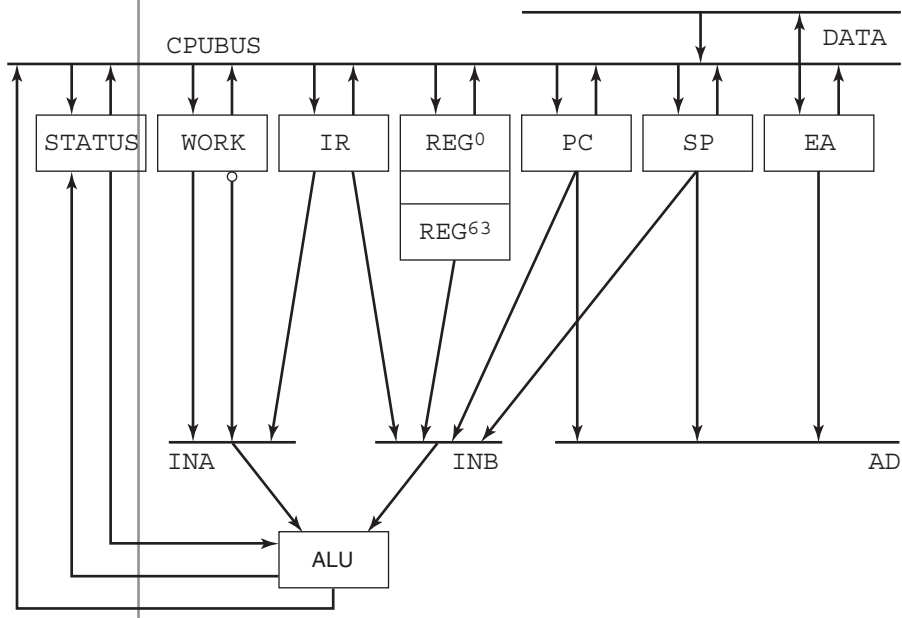 DATA
CPUBUS
STATUS WORK IR REG⁰ PC SP EA
REG⁶³
INA INB AD
ALU